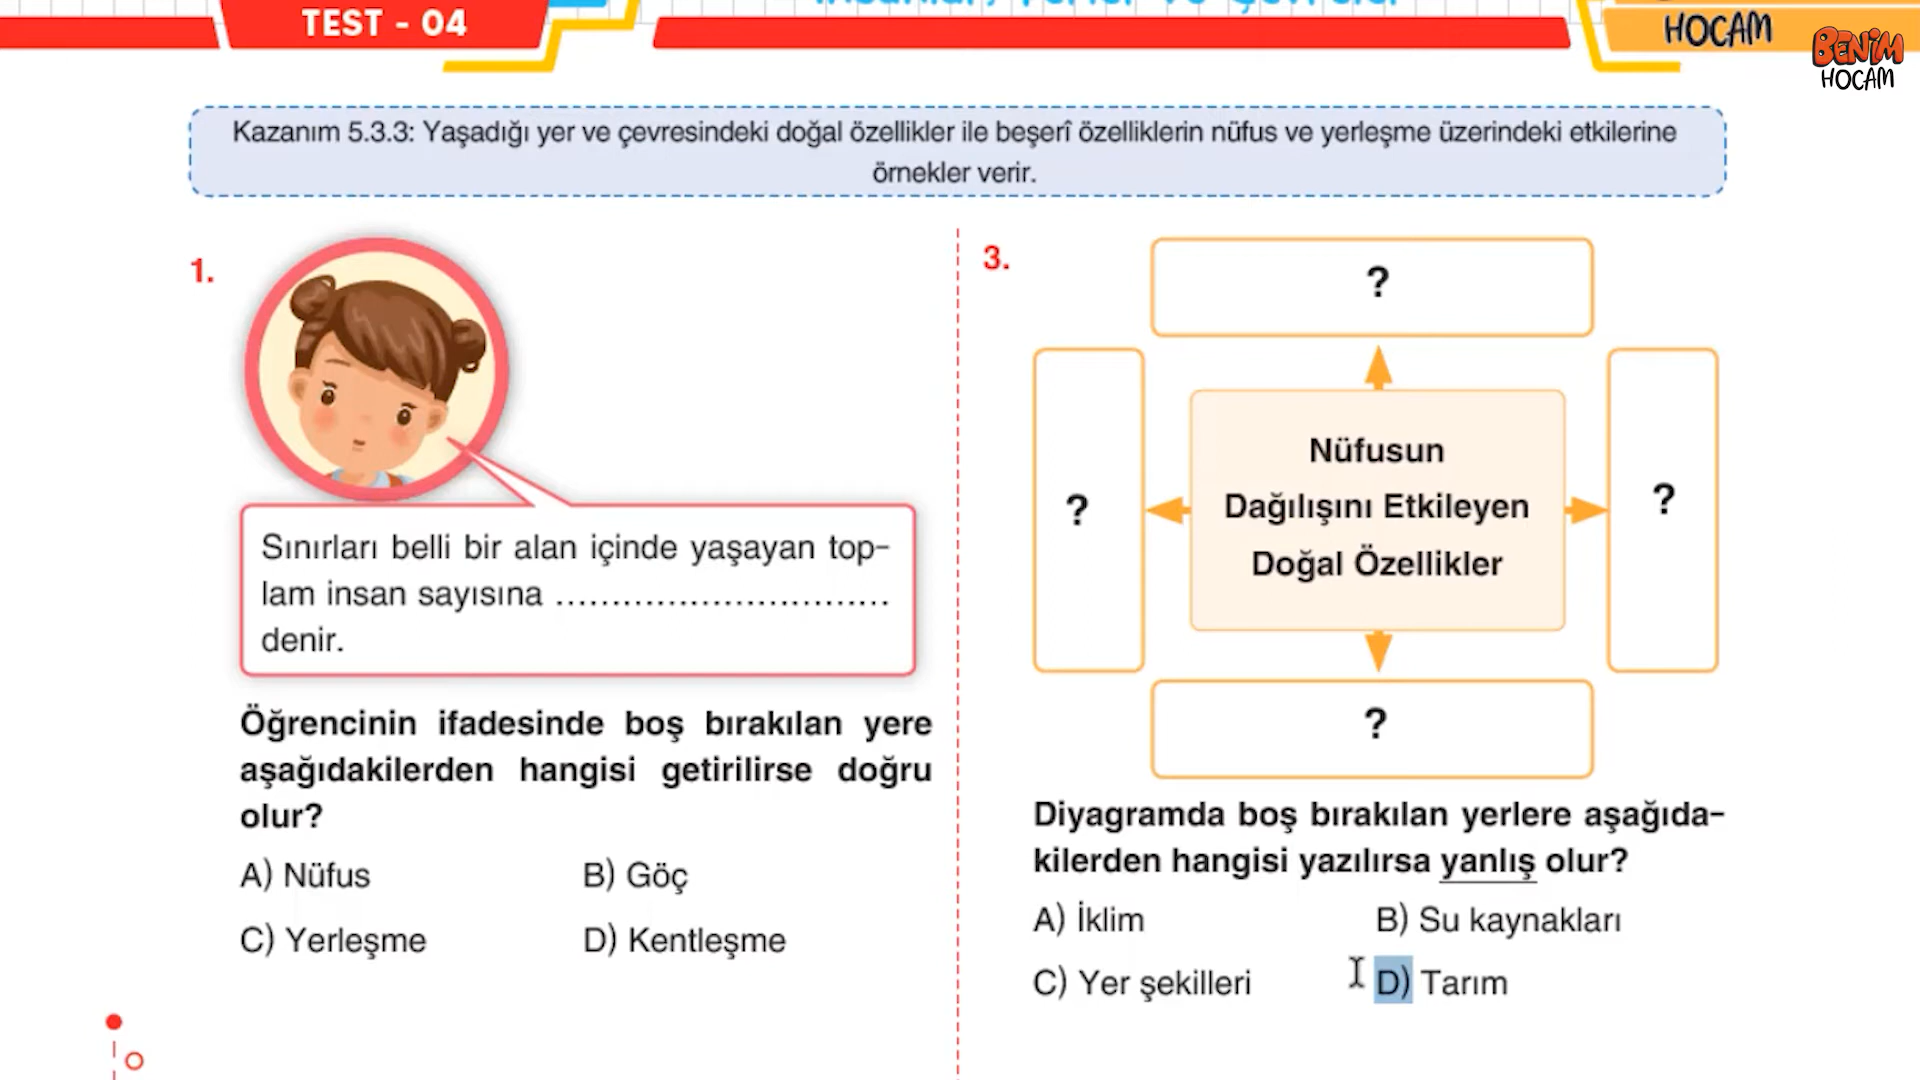 TEST - 04
HOCAM
BENiM
HOCAM
Kazanım 5.3.3: Yaşadığı yer ve çevresindeki doğal özellikler ile beşerî özelliklerin nüfus ve yerleşme üzerindeki etkilerine
örnekler verir.
1.
Sınırları belli bir alan içinde yaşayan top-
lam insan sayısına ..............................
denir.
Öğrencinin ifadesinde boş bırakılan yere
aşağıdakilerden hangisi getirilirse doğru
olur?
A) Nüfus B) Göç
C) Yerleşme D) Kentleşme
3.
?
?
Nüfusun
Dağılışını Etkileyen
Doğal Özellikler
?
?
Diyagramda boş bırakılan yerlere aşağıda-
kilerden hangisi yazılırsa yanlış olur?
A) İklim B) Su kaynakları
C) Yer şekilleri D) Tarım